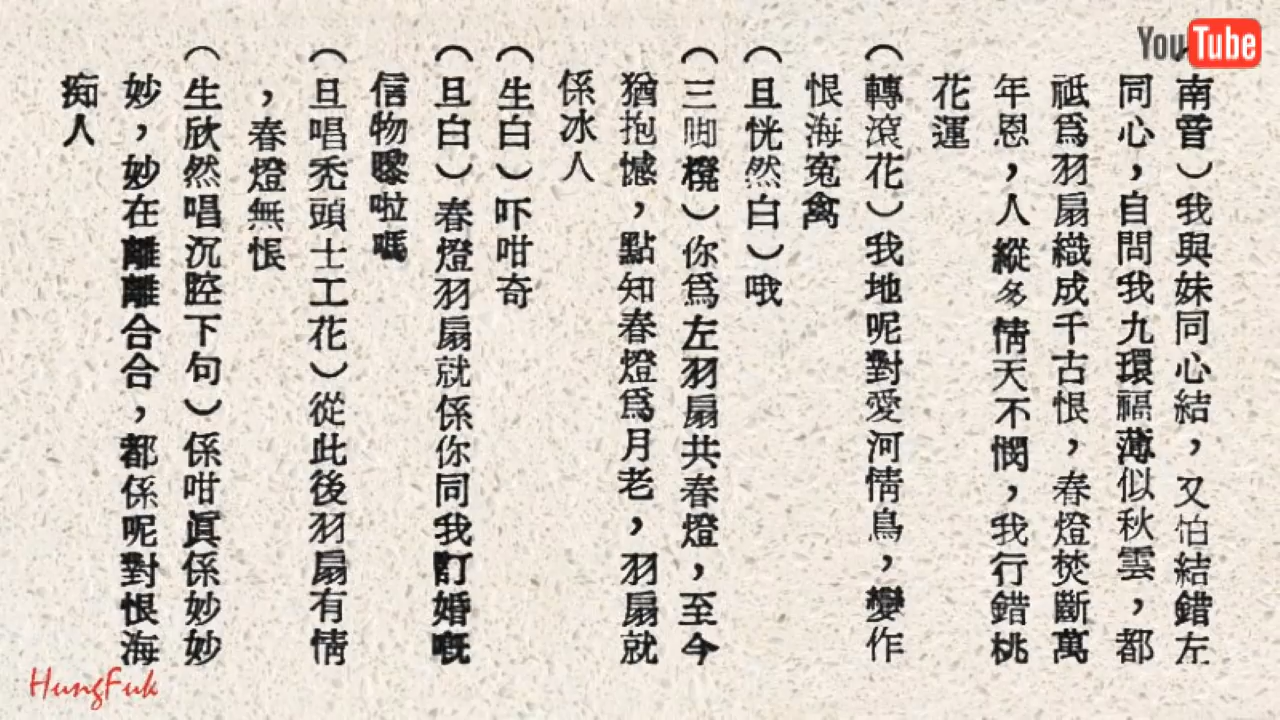 （南音）我與妹同心結，又怕結錯左
同心，自問我九環福薄似秋雲，都
祗爲羽扇織成千古恨，春燈焚斷萬
年恩，人縱多情天不憫，我行錯桃
花運
（轉滾花）我地呢對愛河情鳥，變作
恨海冤禽
（旦恍然白）哦
（三脚櫈）你爲左羽扇共春燈，至今
猶抱憾，點知春燈爲月老，羽扇就
係冰人
（生白）吓咁奇
（旦白）春燈羽扇就係你同我訂婚嘅
信物嚟啦嗎
（旦唱禿頭士工花）從此後羽扇有情
，春燈無恨
（生欣然唱沉腔下句）係咁眞係妙妙
妙，妙在離離合合，都係呢對恨海
痴人
YouTube
HungFuk